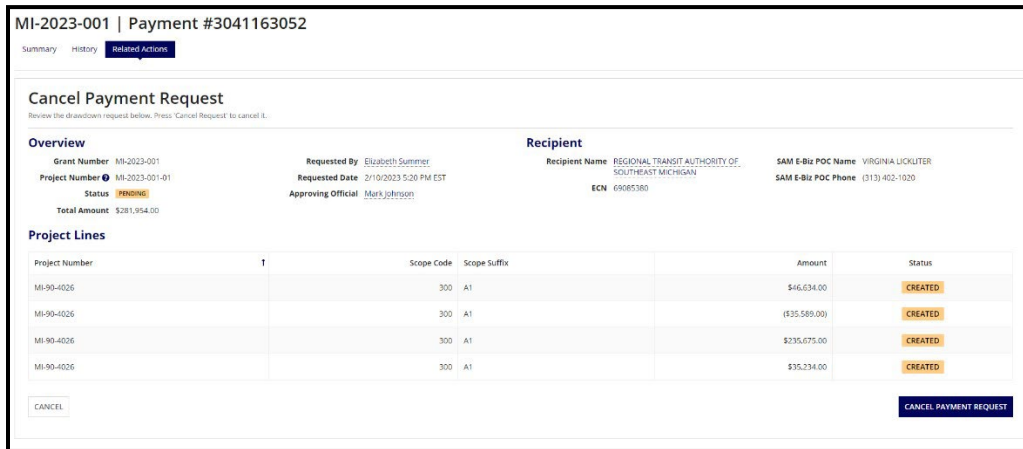 MI-2023-001 | Payment #3041163052
Summary History Related Actions
Cancel Payment Request
Review the drawdown request below. Press 'Cancel Request' to cancel it.
Overview
Grant Number MI-2023-001
Project Number MI-2023-001-01
Status PENDING
Total Amount $281,954.00
Requested By Elizabeth Summer
Requested Date 2/10/2023 5:20 PM EST
Approving Official Mark Johnson
Recipient
Recipient Name REGIONAL TRANSIT AUTHORITY OF
SOUTHEAST MICHIGAN
ECN 69085380
SAM E-Biz POC Name VIRGINIA LICKLITER
SAM E-Biz POC Phone (313) 402-1020
Project Lines
Project Number Scope Code Scope Suffix Amount Status
MI-90-4026 300 A1 $46,634.00 CREATED
MI-90-4026 300 A1 ($35,589.00) CREATED
MI-90-4026 300 A1 $235,675.00 CREATED
MI-90-4026 300 A1 $35,234.00 CREATED
CANCEL CANCEL PAYMENT REQUEST